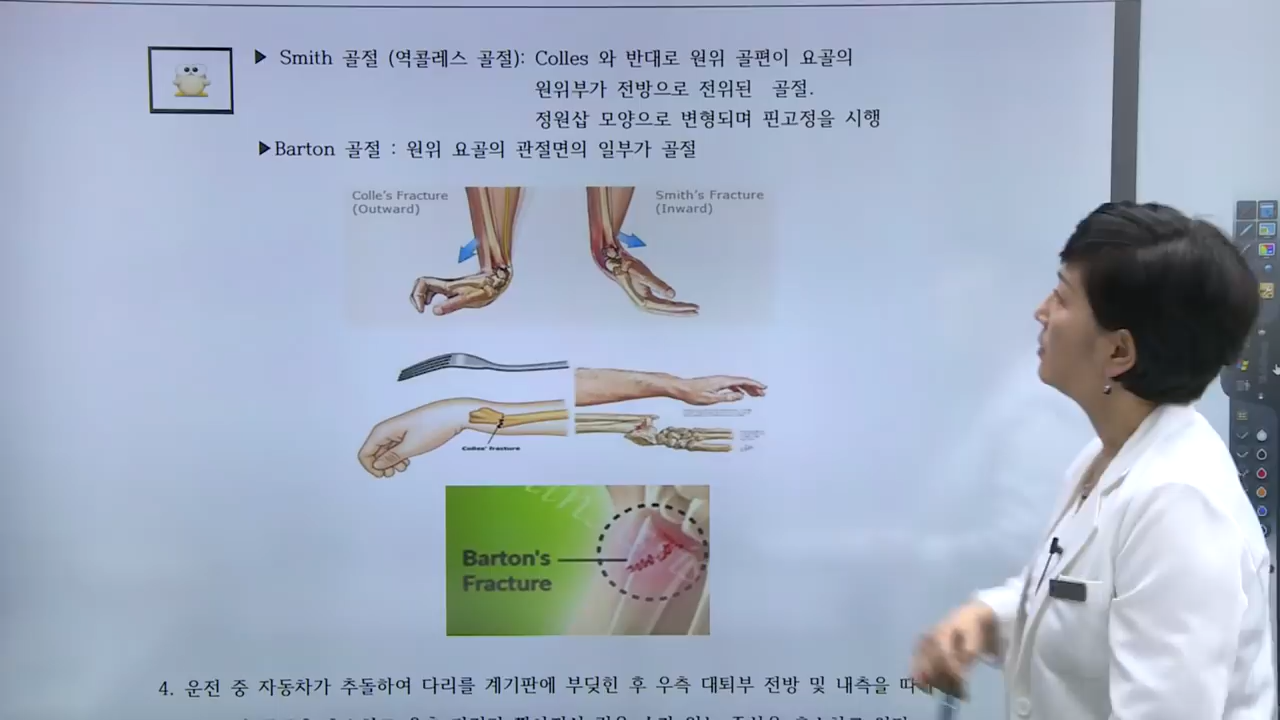 ▶ Smith 골절 (역콜레스 골절): Colles 와 반대로 원위 골편이 요골의
원위부가 전방으로 전위된 골절.
정원삽 모양으로 변형되며 핀고정을 시행
▶Barton 골절 : 원위 요골의 관절면의 일부가 골절
Colle's Fracture
(Outward)
Smith's Fracture
(Inward)
Colles' fracture
Barton's
Fracture
4. 운전 중 자동차가 추돌하여 다리를 계기판에 부딪힌 후 우측 대퇴부 전방 및 내측을 따